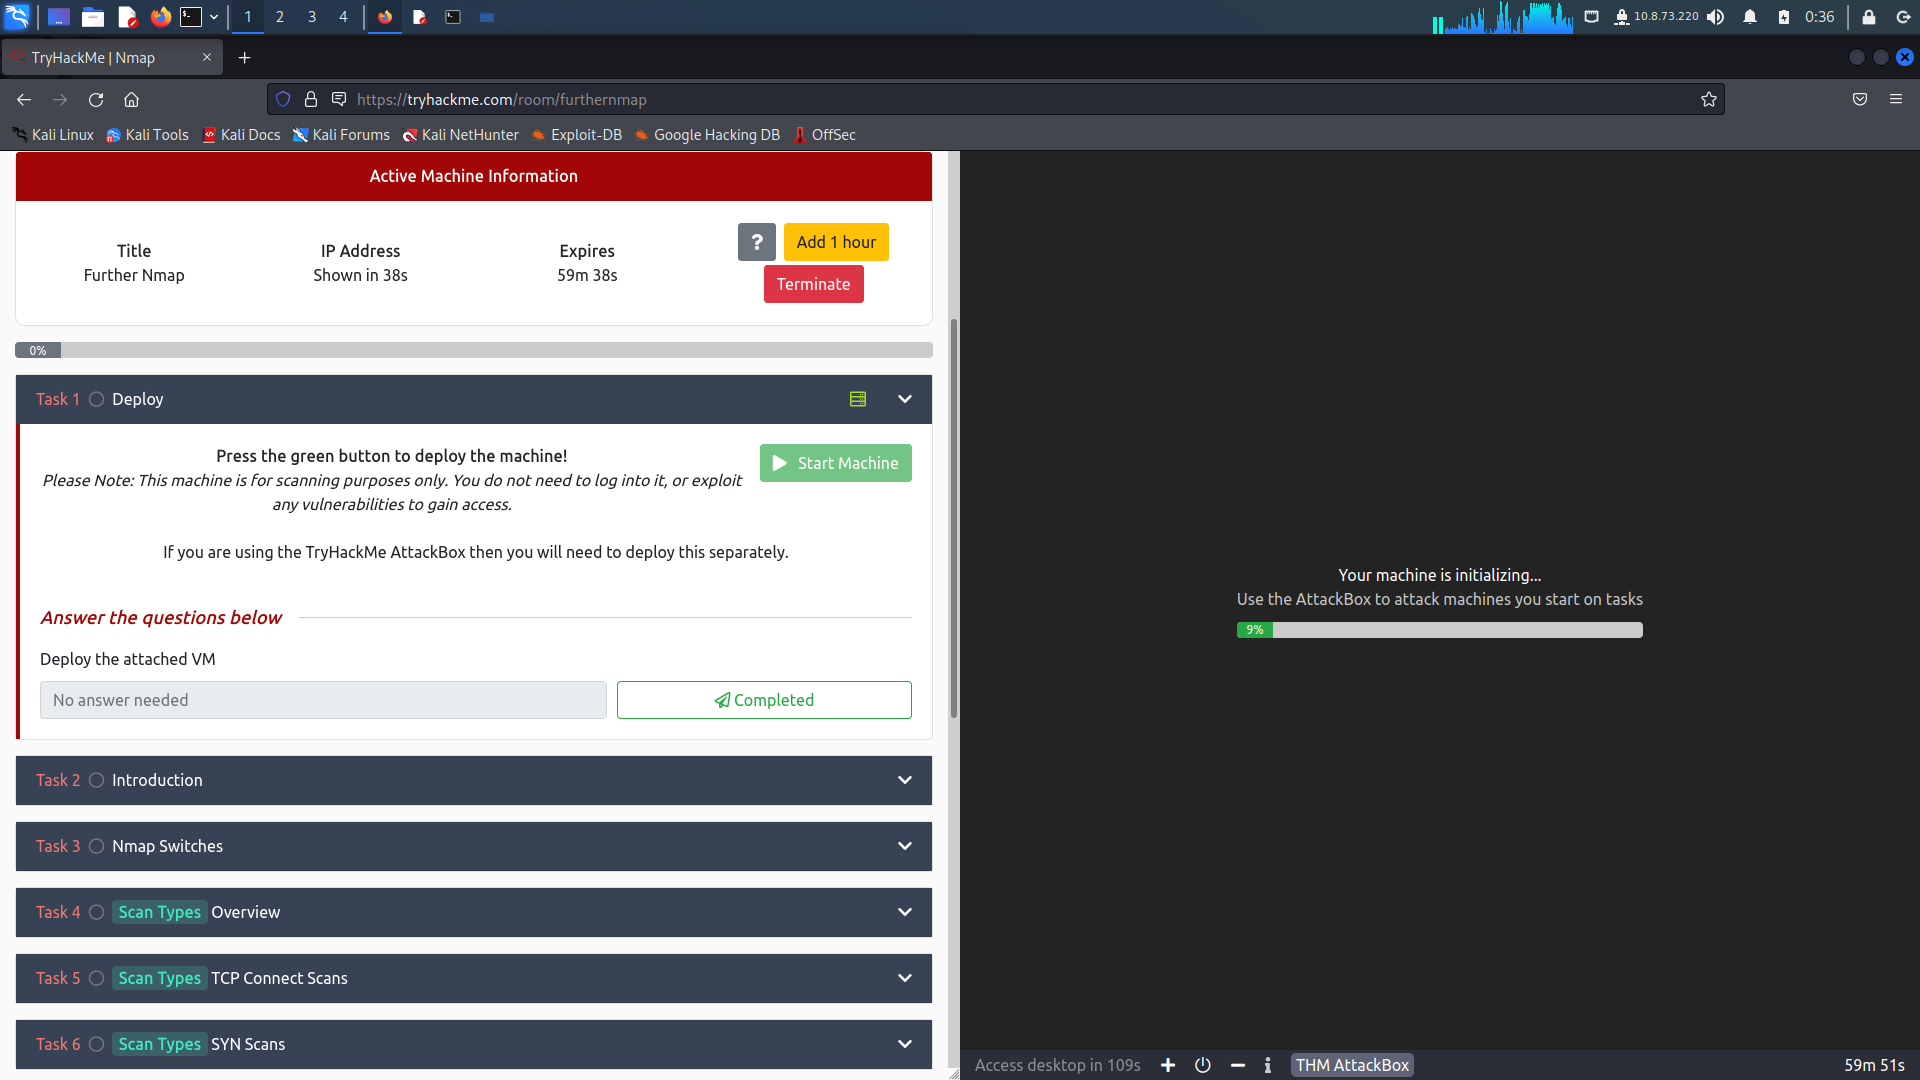 1 2 3 4
10.8.73.220 0:36
TryHackMe | Nmap
https://tryhackme.com/room/furthernmap
Kali Linux Kali Tools Kali Docs Kali Forums Kali NetHunter Exploit-DB Google Hacking DB OffSec
Active Machine Information
Title IP Address Expires
Further Nmap Shown in 38s 59m 38s
? Add 1 hour
Terminate
0%
Task 1 Deploy
Press the green button to deploy the machine!
Please Note: This machine is for scanning purposes only. You do not need to log into it, or exploit
any vulnerabilities to gain access.
Start Machine
If you are using the TryHackMe AttackBox then you will need to deploy this separately.
Answer the questions below
Deploy the attached VM
No answer needed Completed
Task 2 Introduction
Task 3 Nmap Switches
Task 4 Scan Types Overview
Task 5 Scan Types TCP Connect Scans
Task 6 Scan Types SYN Scans
Your machine is initializing...
Use the AttackBox to attack machines you start on tasks
9%
Access desktop in 109s THM AttackBox 59m 51s